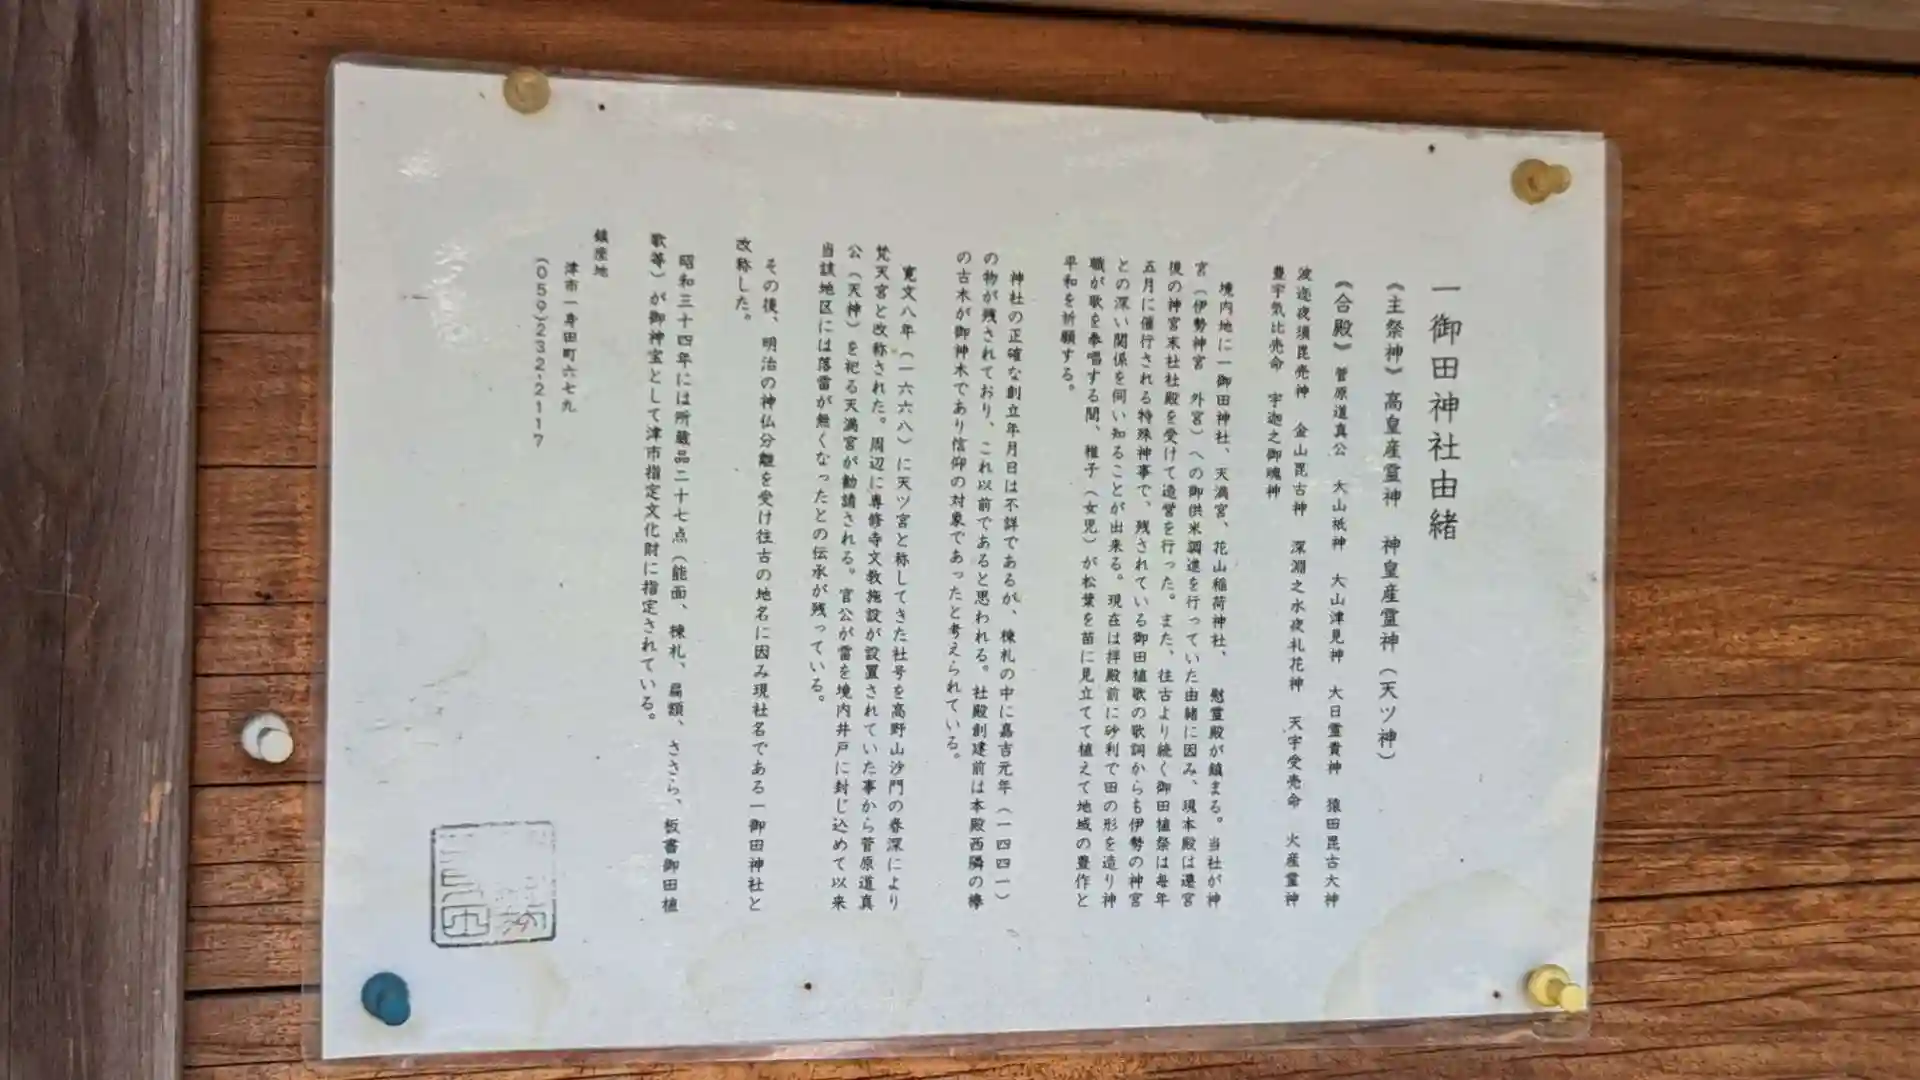 一御田神社由緒
《主祭神》高皇産霊神　神皇産霊神（天ツ神）
《合殿》菅原道真公　大山祇神　大山津見神　大日霊貴神　猿田毘古大神
波迩夜須毘売神　金山毘古神　深淵之水夜礼花神　天宇受売命　火産霊神
豊宇気比売命　宇迦之御魂神
境内地に一御田神社、天満宮、花山稲荷神社、　慰霊殿が鎮まる。当社が神
宮（伊勢神宮　外宮）への御供米調進を行っていた由緒に因み、現本殿は遷宮
後の神宮末社社殿を受けて造営を行った。また、往古より続く御田植祭は毎年
五月に催行される特殊神事で、残されている御田植歌の歌詞からも伊勢の神宮
との深い関係を伺い知ることが出来る。現在は拝殿前に砂利で田の形を造り神
職が歌を奉唱する間、稚子（女児）が松葉を苗に見立てて植えて地域の豊作と
平和を祈願する。
神社の正確な創立年月日は不詳であるが、棟札の中に嘉吉元年（一四四一）
の物が残されており、これ以前であると思われる。社殿創建前は本殿西隣の椿
の古木が御神木であり信仰の対象であったと考えられている。
寛文八年（一六六八）に天ツ宮と称してきた社号を高野山沙門の春深により
梵天宮と改称された。周辺に専修寺文教施設が設置されていた事から菅原道真
公（天神）を祀る天満宮が勧請される。官公が雷を境内井戸に封じ込めて以来
当該地区には落雷が無くなったとの伝承が残っている。
その後、明治の神仏分離を受け往古の地名に因み現社名である一御田神社と
改称した。
昭和三十四年には所蔵品二十七点（能面、棟札、扁額、ささら、板書御田植
歌等）が御神宝として津市指定文化財に指定されている。
鎮座地
津市一身田町六七九
（059）232-2117